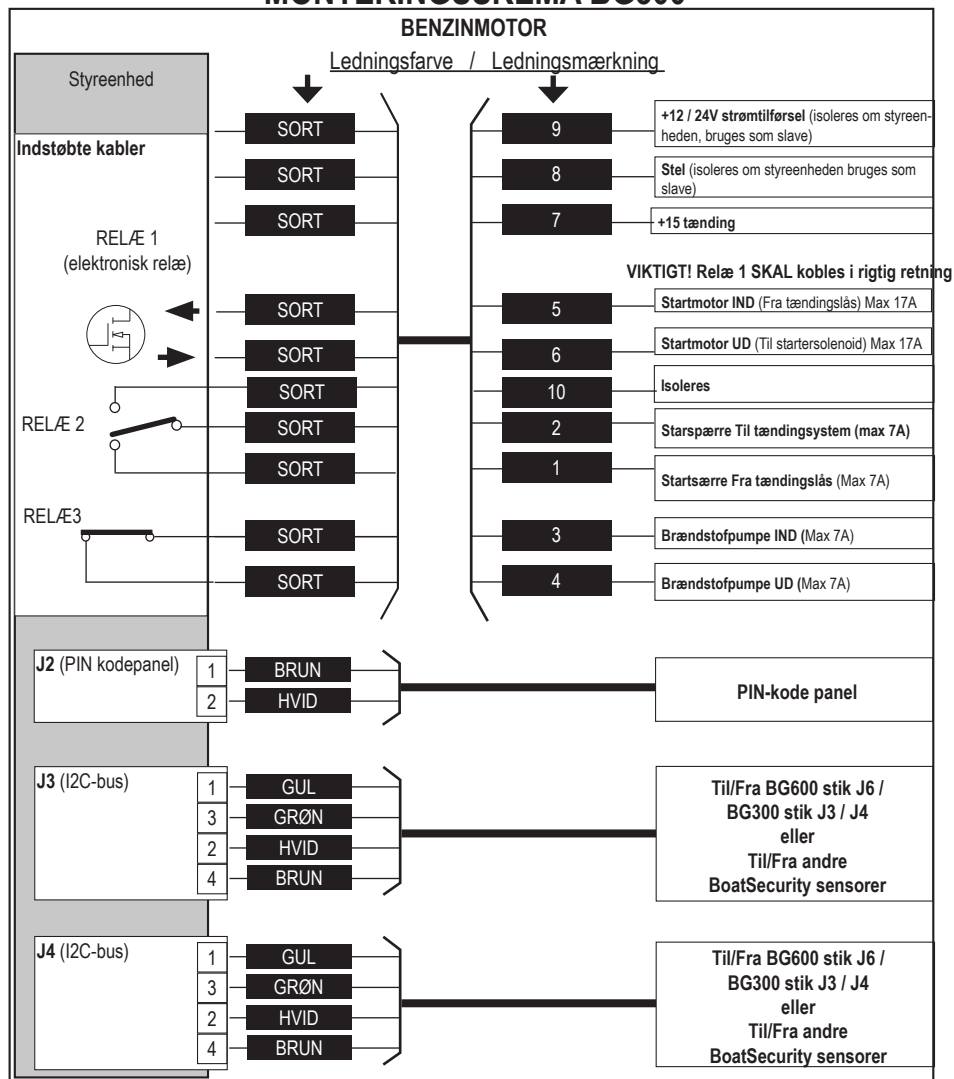 MONTERINGSSKEMA BG300
BENZINMOTOR
Ledningsfarve / Ledningsmærkning
Styreenhed
Indstøbte kabler
SORT 9 +12 / 24V strømtilførsel (isoleres om styreen-
heden, bruges som slave)
SORT 8 Stel (isoleres om styreenheden bruges som
slave)
SORT 7 +15 tænding
RELÆ 1
(elektronisk relæ)
VIKTIGT! Relæ 1 SKAL kobles i rigtig retning
SORT 5 Startmotor IND (Fra tændingslås) Max 17A
SORT 6 Startmotor UD (Til startersolenoid) Max 17A
SORT 10 Isoleres
RELÆ 2
SORT 2 Starspærre Til tændingsystem (max 7A)
SORT 1 Startsærre Fra tændingslås (Max 7A)
RELÆ3
SORT 3 Brændstofpumpe IND (Max 7A)
SORT 4 Brændstofpumpe UD (Max 7A)
J2 (PIN kodepanel)
1 BRUN
2 HVID
PIN-kode panel
J3 (I2C-bus)
1 GUL
3 GRØN
2 HVID
4 BRUN
Til/Fra BG600 stik J6 /
BG300 stik J3 / J4
eller
Til/Fra andre
BoatSecurity sensorer
J4 (I2C-bus)
1 GUL
3 GRØN
2 HVID
4 BRUN
Til/Fra BG600 stik J6 /
BG300 stik J3 / J4
eller
Til/Fra andre
BoatSecurity sensorer